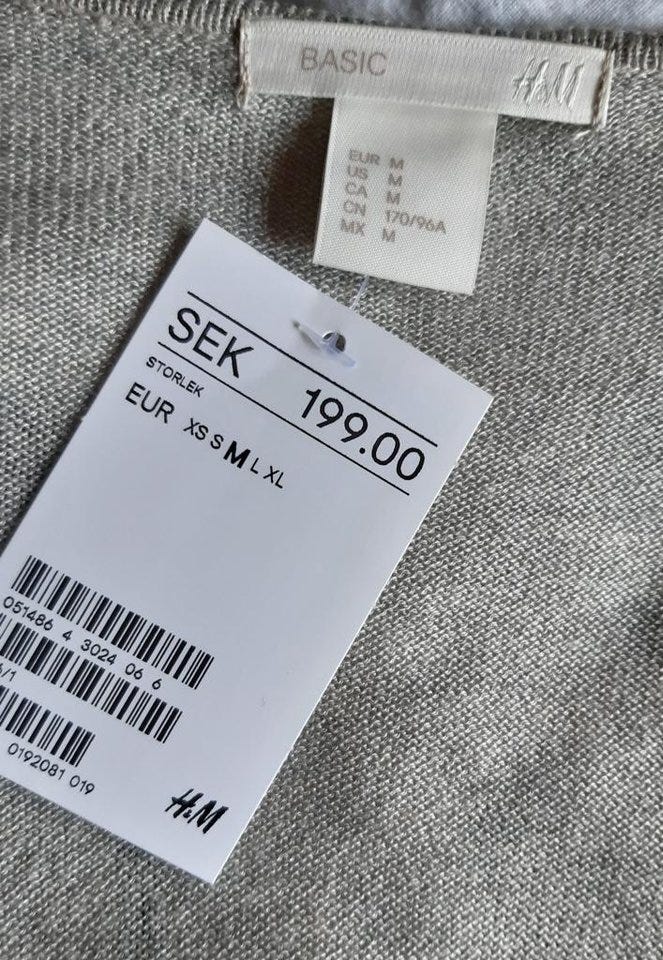 BASIC H&M
EUR M
US M
CA M
CN 170/96A
MX M
SEK 199.00
STORLEK
EUR XS S M L XL
051486 4 3024 06 6
/1
0192081 019
H&M